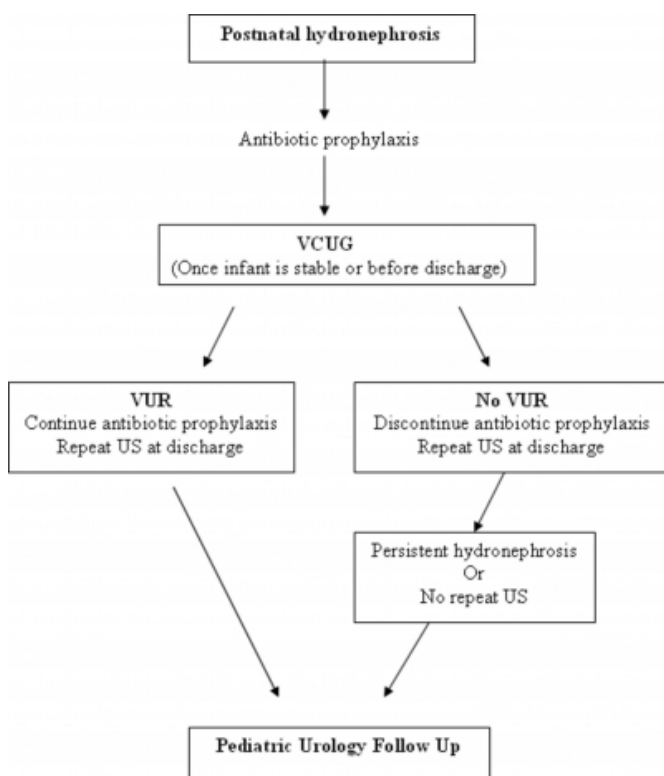 Postnatal hydronephrosis
Antibiotic prophylaxis
VCUG
(Once infant is stable or before discharge)
VUR
Continue antibiotic prophylaxis
Repeat US at discharge
No VUR
Discontinue antibiotic prophylaxis
Repeat US at discharge
Persistent hydronephrosis
Or
No repeat US
Pediatric Urology Follow Up